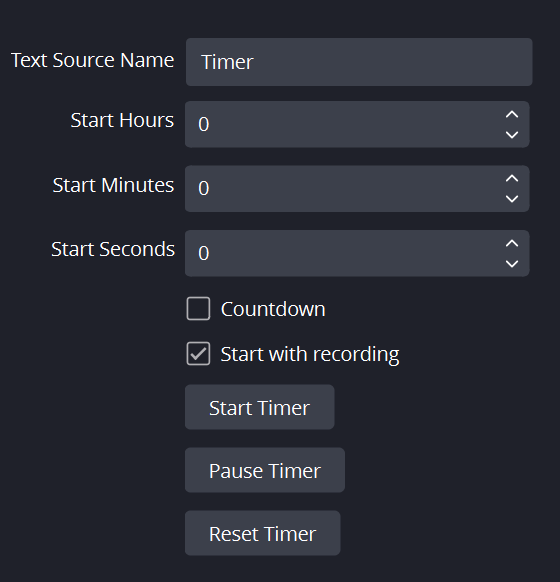 Text Source Name Timer
Start Hours 0
Start Minutes 0
Start Seconds 0
Countdown
Start with recording
Start Timer
Pause Timer
Reset Timer